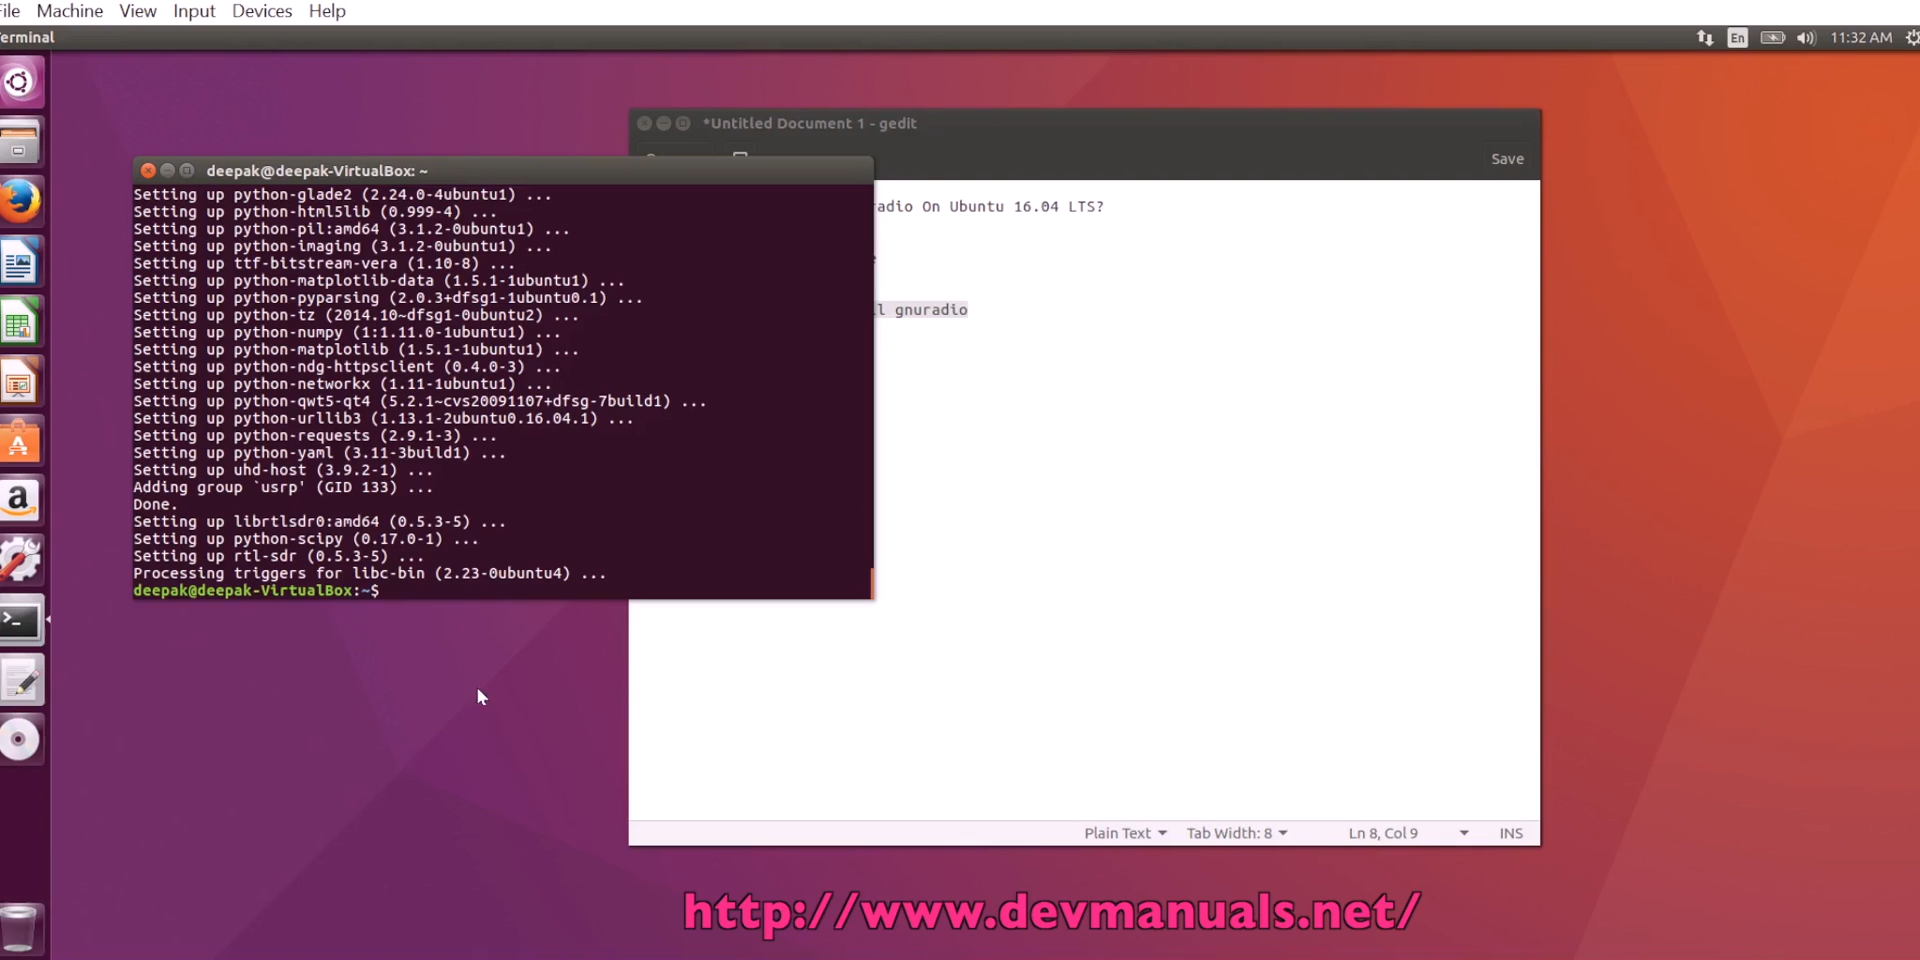 File Machine View Input Devices Help
Terminal
En
11:32 AM
*Untitled Document 1 - gedit
Save
deepak@deepak-VirtualBox: ~
Setting up python-glade2 (2.24.0-4ubuntu1) ...
Setting up python-html5lib (0.999-4) ...
Setting up python-pil:amd64 (3.1.2-0ubuntu1) ...
Setting up python-imaging (3.1.2-0ubuntu1) ...
Setting up ttf-bitstream-vera (1.10-8) ...
Setting up python-matplotlib-data (1.5.1-1ubuntu1) ...
Setting up python-pyparsing (2.0.3+dfsg1-1ubuntu0.1) ...
Setting up python-tz (2014.10~dfsg1-0ubuntu2) ...
Setting up python-numpy (1:1.11.0-1ubuntu1) ...
Setting up python-matplotlib (1.5.1-1ubuntu1) ...
Setting up python-ndg-httpsclient (0.4.0-3) ...
Setting up python-networkx (1.11-1ubuntu1) ...
Setting up python-qwt5-qt4 (5.2.1~cvs20091107+dfsg-7build1) ...
Setting up python-urllib3 (1.13.1-2ubuntu0.16.04.1) ...
Setting up python-requests (2.9.1-3) ...
Setting up python-yaml (3.11-3build1) ...
Setting up uhd-host (3.9.2-1) ...
Adding group `usrp' (GID 133) ...
Done.
Setting up librtlsdr0:amd64 (0.5.3-5) ...
Setting up python-scipy (0.17.0-1) ...
Setting up rtl-sdr (0.5.3-5) ...
Processing triggers for libc-bin (2.23-0ubuntu4) ...
deepak@deepak-VirtualBox:~$
adio On Ubuntu 16.04 LTS?
ll gnuradio
Plain Text Tab Width: 8 Ln 8, Col 9 INS
http://www.devmanuals.net/